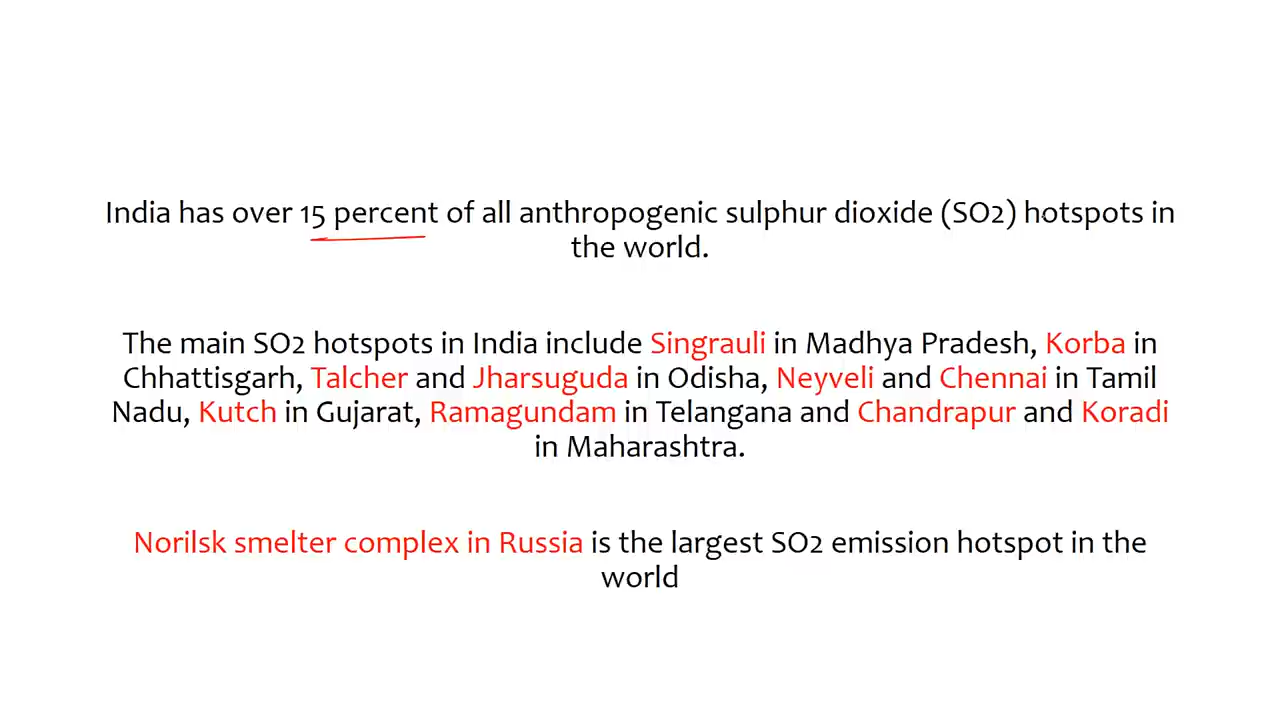 India has over 15 percent of all anthropogenic sulphur dioxide (SO2) hotspots in
the world.
The main SO2 hotspots in India include Singrauli in Madhya Pradesh, Korba in
Chhattisgarh, Talcher and Jharsuguda in Odisha, Neyveli and Chennai in Tamil
Nadu, Kutch in Gujarat, Ramagundam in Telangana and Chandrapur and Koradi
in Maharashtra.
Norilsk smelter complex in Russia is the largest SO2 emission hotspot in the
world